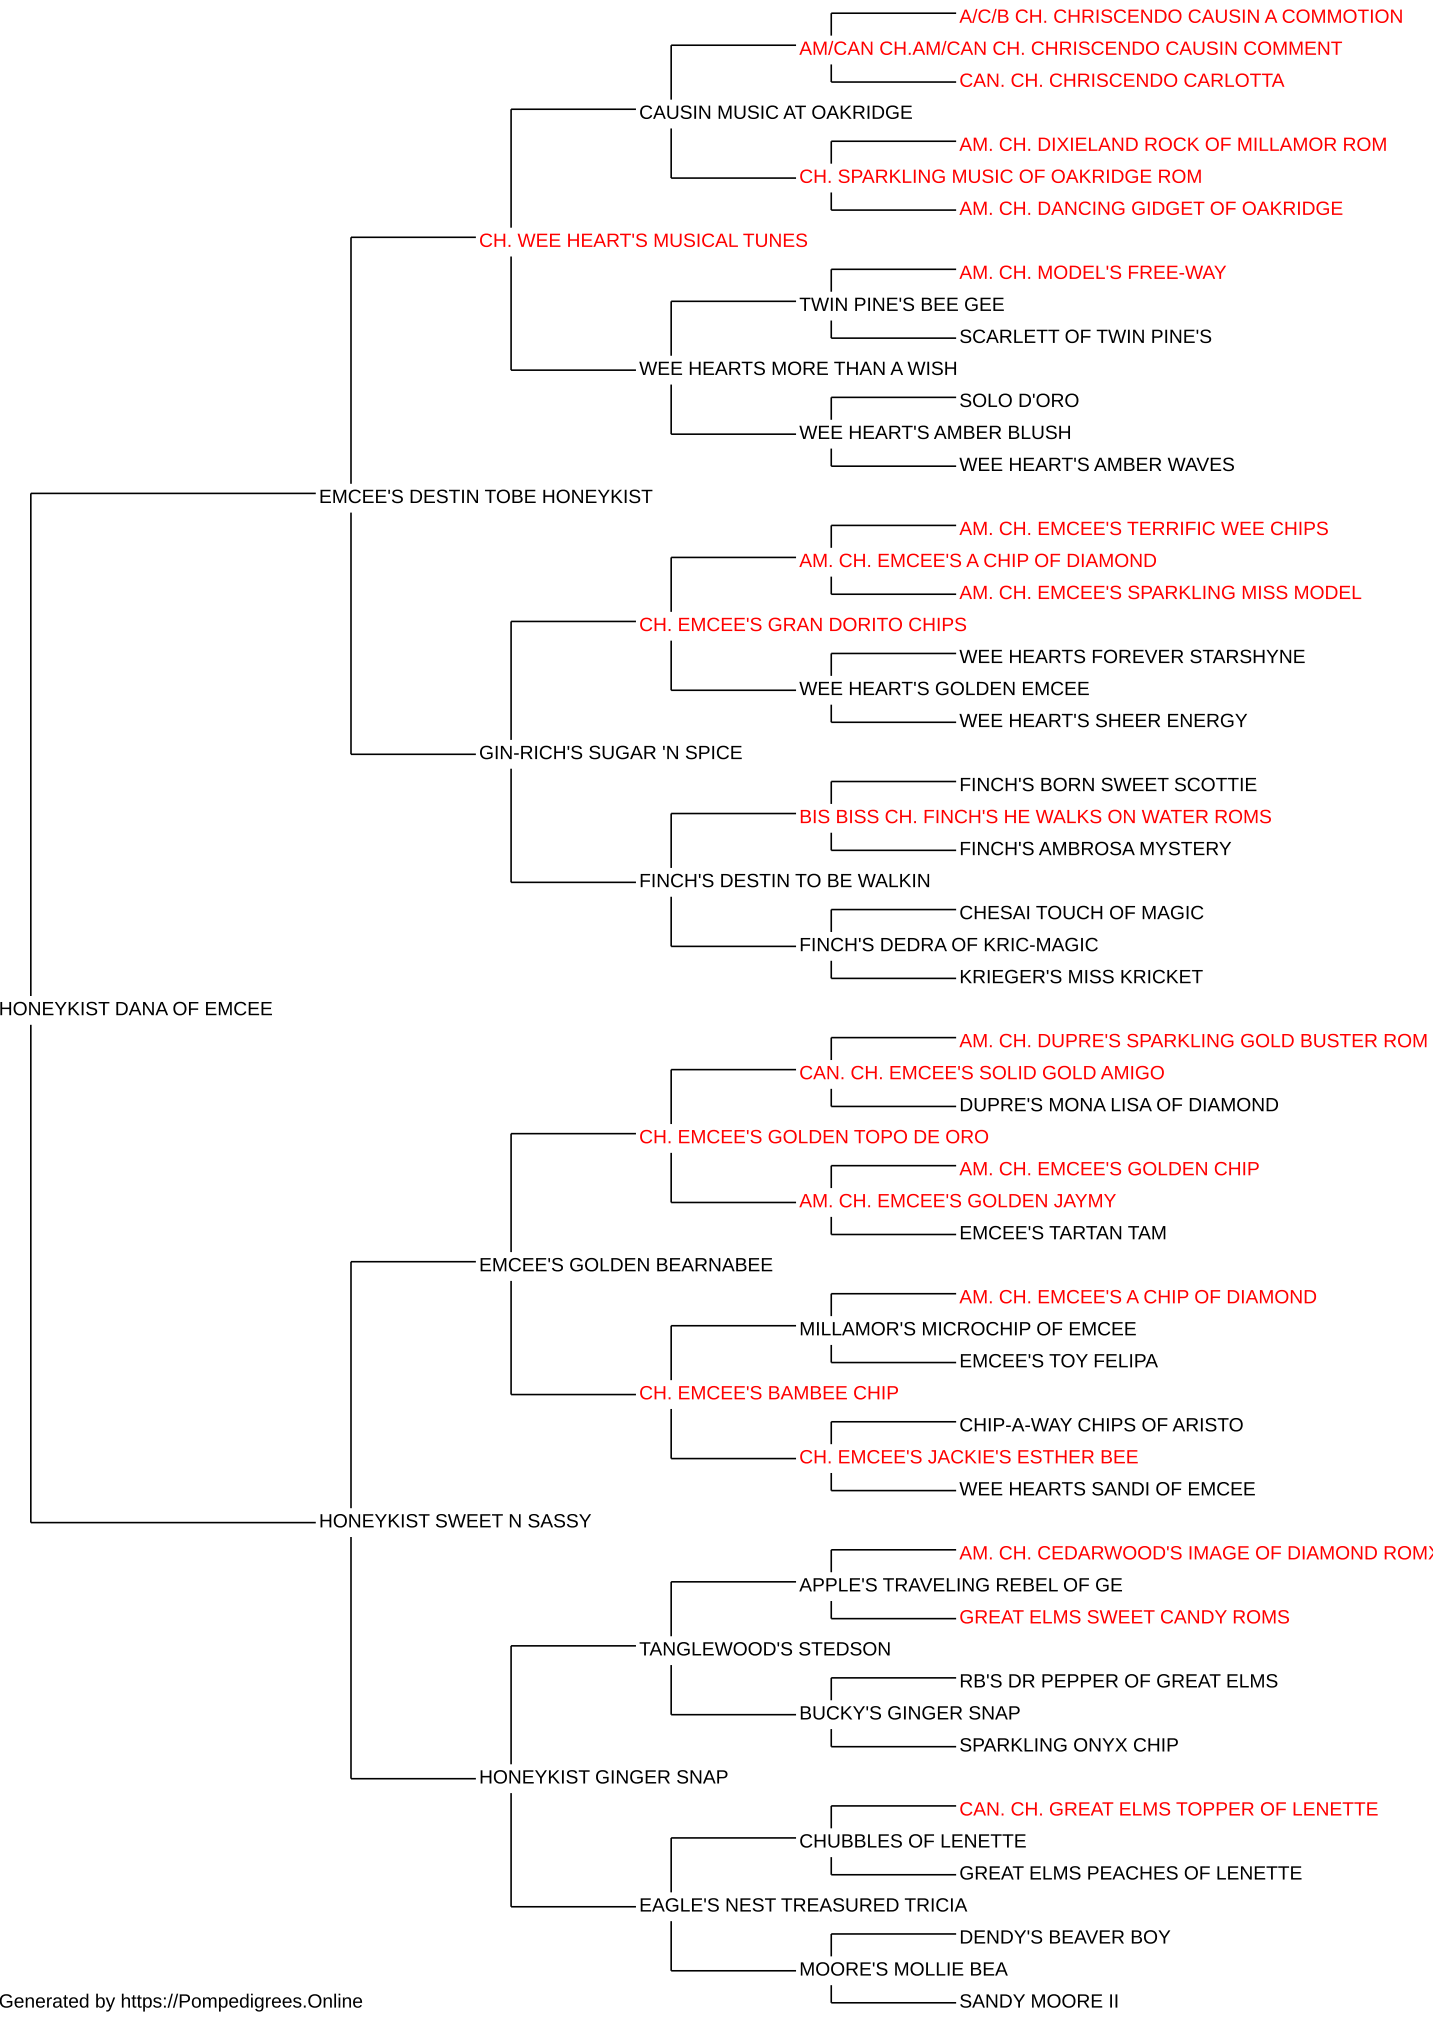 A/C/B CH. CHRISCENDO CAUSIN A COMMOTION
AM/CAN CH.AM/CAN CH. CHRISCENDO CAUSIN COMMENT
CAN. CH. CHRISCENDO CARLOTTA
CAUSIN MUSIC AT OAKRIDGE
AM. CH. DIXIELAND ROCK OF MILLAMOR ROM
CH. SPARKLING MUSIC OF OAKRIDGE ROM
AM. CH. DANCING GIDGET OF OAKRIDGE
CH. WEE HEART'S MUSICAL TUNES
AM. CH. MODEL'S FREE-WAY
TWIN PINE'S BEE GEE
SCARLETT OF TWIN PINE'S
WEE HEARTS MORE THAN A WISH
SOLO D'ORO
WEE HEART'S AMBER BLUSH
WEE HEART'S AMBER WAVES
EMCEE'S DESTIN TOBE HONEYKIST
AM. CH. EMCEE'S TERRIFIC WEE CHIPS
AM. CH. EMCEE'S A CHIP OF DIAMOND
AM. CH. EMCEE'S SPARKLING MISS MODEL
CH. EMCEE'S GRAN DORITO CHIPS
WEE HEARTS FOREVER STARSHYNE
WEE HEART'S GOLDEN EMCEE
WEE HEART'S SHEER ENERGY
GIN-RICH'S SUGAR 'N SPICE
FINCH'S BORN SWEET SCOTTIE
BIS BISS CH. FINCH'S HE WALKS ON WATER ROMS
FINCH'S AMBROSA MYSTERY
FINCH'S DESTIN TO BE WALKIN
CHESAI TOUCH OF MAGIC
FINCH'S DEDRA OF KRIC-MAGIC
KRIEGER'S MISS KRICKET
HONEYKIST DANA OF EMCEE
AM. CH. DUPRE'S SPARKLING GOLD BUSTER ROM
CAN. CH. EMCEE'S SOLID GOLD AMIGO
DUPRE'S MONA LISA OF DIAMOND
CH. EMCEE'S GOLDEN TOPO DE ORO
AM. CH. EMCEE'S GOLDEN CHIP
AM. CH. EMCEE'S GOLDEN JAYMY
EMCEE'S TARTAN TAM
EMCEE'S GOLDEN BEARNABEE
AM. CH. EMCEE'S A CHIP OF DIAMOND
MILLAMOR'S MICROCHIP OF EMCEE
EMCEE'S TOY FELIPA
CH. EMCEE'S BAMBEE CHIP
CHIP-A-WAY CHIPS OF ARISTO
CH. EMCEE'S JACKIE'S ESTHER BEE
WEE HEARTS SANDI OF EMCEE
HONEYKIST SWEET N SASSY
AM. CH. CEDARWOOD'S IMAGE OF DIAMOND ROMX
APPLE'S TRAVELING REBEL OF GE
GREAT ELMS SWEET CANDY ROMS
TANGLEWOOD'S STEDSON
RB'S DR PEPPER OF GREAT ELMS
BUCKY'S GINGER SNAP
SPARKLING ONYX CHIP
HONEYKIST GINGER SNAP
CAN. CH. GREAT ELMS TOPPER OF LENETTE
CHUBBLES OF LENETTE
GREAT ELMS PEACHES OF LENETTE
EAGLE'S NEST TREASURED TRICIA
DENDY'S BEAVER BOY
MOORE'S MOLLIE BEA
SANDY MOORE II
Generated by https://Pompedigrees.Online